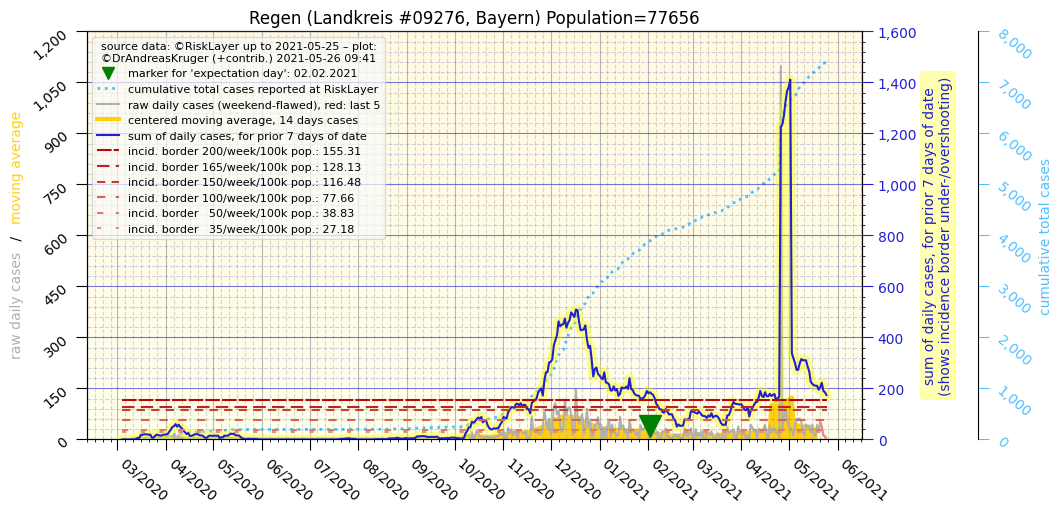 Regen (Landkreis #09276, Bayern) Population=77656
source data: ©RiskLayer up to 2021-05-25 – plot:
©DrAndreasKruger (+contrib.) 2021-05-26 09:41
marker for 'expectation day': 02.02.2021
cumulative total cases reported at RiskLayer
raw daily cases (weekend-flawed), red: last 5
centered moving average, 14 days cases
sum of daily cases, for prior 7 days of date
incid. border 200/week/100k pop.: 155.31
incid. border 165/week/100k pop.: 128.13
incid. border 150/week/100k pop.: 116.48
incid. border 100/week/100k pop.: 77.66
incid. border   50/week/100k pop.: 38.83
incid. border   35/week/100k pop.: 27.18
raw daily cases / moving average
1,200
1,050
900
750
600
450
300
150
0
03/2020
04/2020
05/2020
06/2020
07/2020
08/2020
09/2020
10/2020
11/2020
12/2020
01/2021
02/2021
03/2021
04/2021
05/2021
06/2021
1,600
1,400
1,200
1,000
800
600
400
200
0
sum of daily cases, for prior 7 days of date
(shows incidence border under-/overshooting)
8,000
7,000
6,000
5,000
4,000
3,000
2,000
1,000
0
cumulative total cases